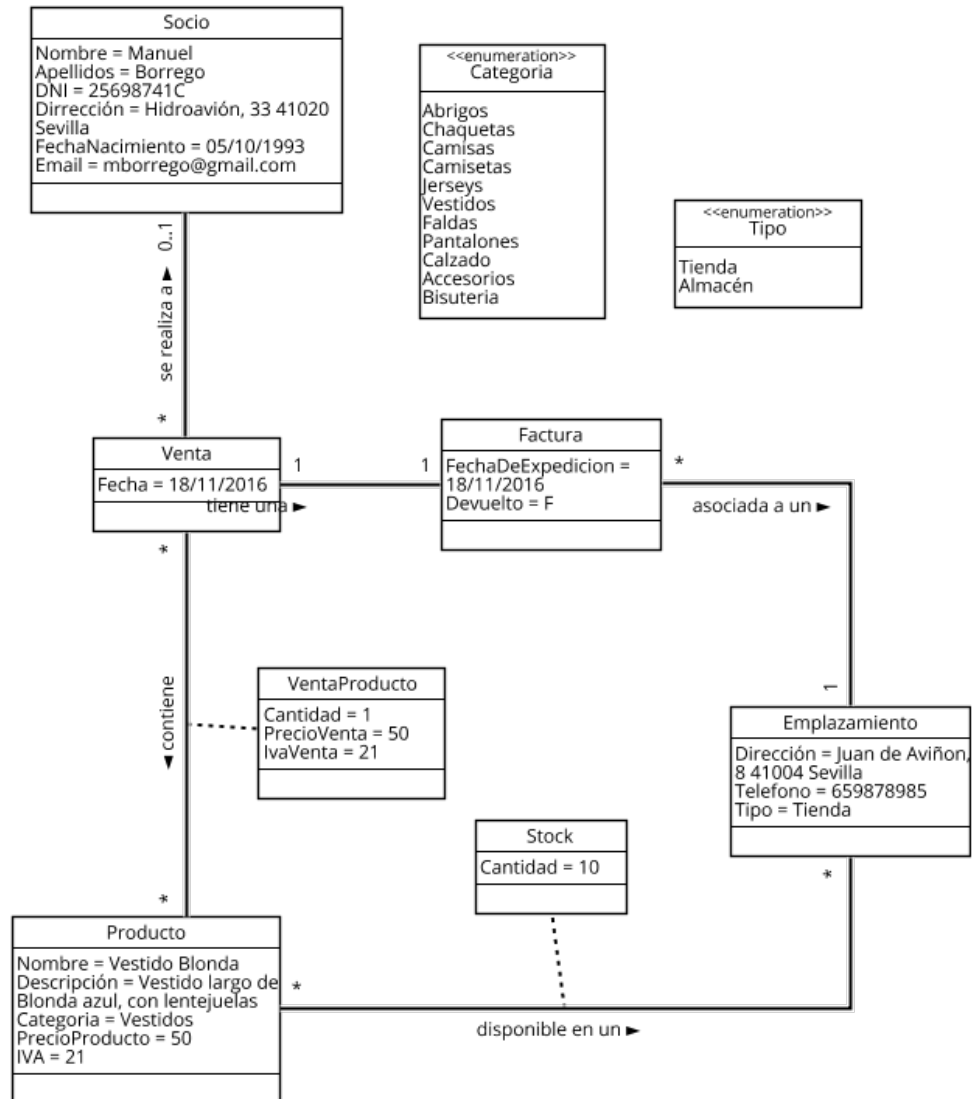 Socio
Nombre = Manuel
Apellidos = Borrego
DNI = 25698741C
Dirrección = Hidroavión, 33 41020
Sevilla
FechaNacimiento = 05/10/1993
Email = mborrego@gmail.com
<<enumeration>>
Categoria
Abrigos
Chaquetas
Camisas
Camisetas
Jerseys
Vestidos
Faldas
Pantalones
Calzado
Accesorios
Bisuteria
<<enumeration>>
Tipo
Tienda
Almacén
0..1
se realiza a ►
*
Venta
Fecha = 18/11/2016
1
1
tiene una ►
Factura
FechaDeExpedicion =
18/11/2016
Devuelto = F
*
asociada a un ►
1
*
◄ contiene
*
VentaProducto
Cantidad = 1
PrecioVenta = 50
IvaVenta = 21
Emplazamiento
Dirección = Juan de Aviñon,
8 41004 Sevilla
Telefono = 659878985
Tipo = Tienda
*
Stock
Cantidad = 10
Producto
Nombre = Vestido Blonda
Descripción = Vestido largo de
Blonda azul, con lentejuelas
Categoria = Vestidos
PrecioProducto = 50
IVA = 21
*
disponible en un ►